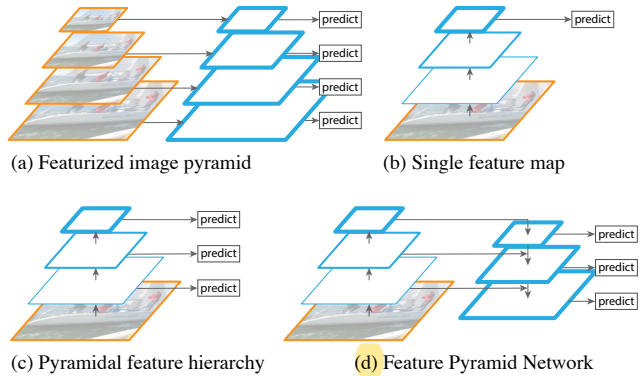 predict
predict
predict
predict
predict
(a) Featurized image pyramid
(b) Single feature map
predict
predict
predict
predict
predict
predict
(c) Pyramidal feature hierarchy
(d) Feature Pyramid Network